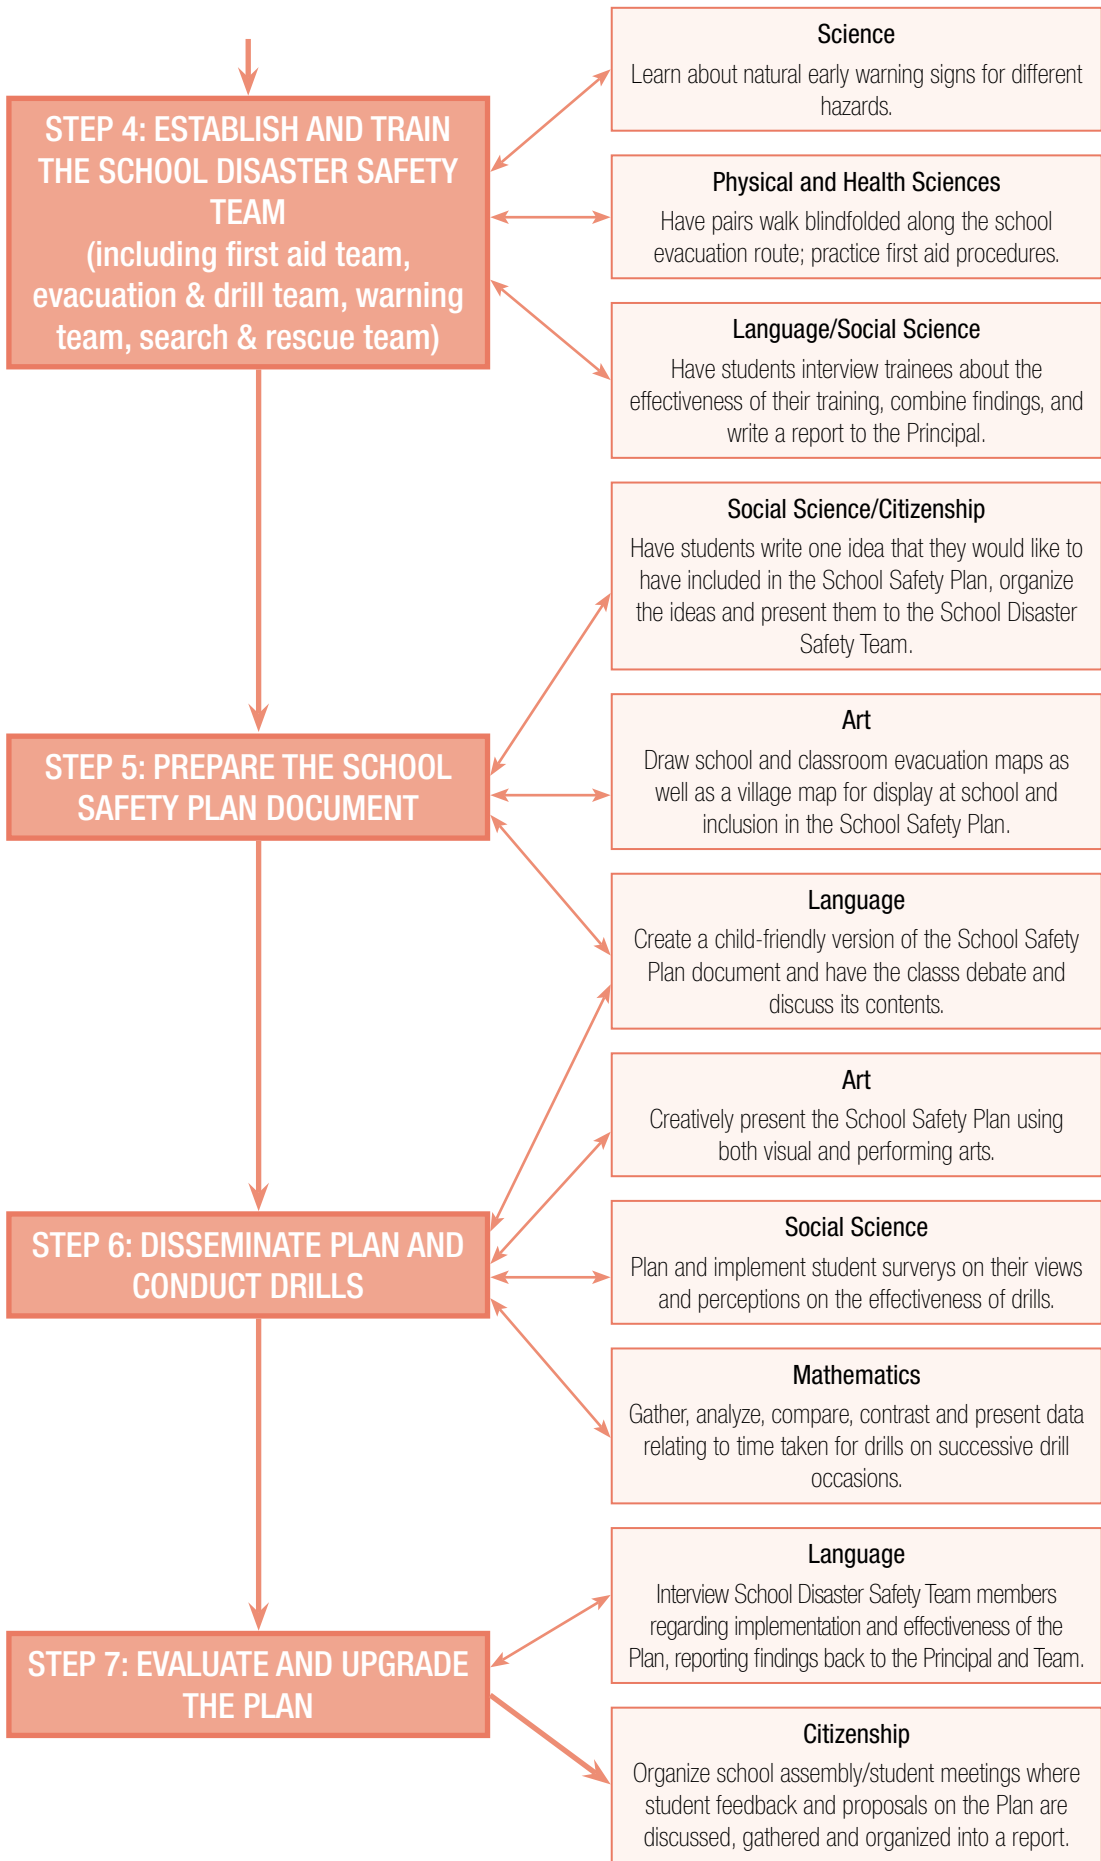 Science
Learn about natural early warning signs for different
hazards.
STEP 4: ESTABLISH AND TRAIN
THE SCHOOL DISASTER SAFETY
TEAM
(including first aid team,
evacuation & drill team, warning
team, search & rescue team)
Physical and Health Sciences
Have pairs walk blindfolded along the school
evacuation route; practice first aid procedures.
Language/Social Science
Have students interview trainees about the
effectiveness of their training, combine findings, and
write a report to the Principal.
Social Science/Citizenship
Have students write one idea that they would like to
have included in the School Safety Plan, organize
the ideas and present them to the School Disaster
Safety Team.
STEP 5: PREPARE THE SCHOOL
SAFETY PLAN DOCUMENT
Art
Draw school and classroom evacuation maps as
well as a village map for display at school and
inclusion in the School Safety Plan.
Language
Create a child-friendly version of the School Safety
Plan document and have the classs debate and
discuss its contents.
Art
Creatively present the School Safety Plan using
both visual and performing arts.
STEP 6: DISSEMINATE PLAN AND
CONDUCT DRILLS
Social Science
Plan and implement student surverys on their views
and perceptions on the effectiveness of drills.
Mathematics
Gather, analyze, compare, contrast and present data
relating to time taken for drills on successive drill
occasions.
Language
Interview School Disaster Safety Team members
regarding implementation and effectiveness of the
Plan, reporting findings back to the Principal and Team.
STEP 7: EVALUATE AND UPGRADE
THE PLAN
Citizenship
Organize school assembly/student meetings where
student feedback and proposals on the Plan are
discussed, gathered and organized into a report.